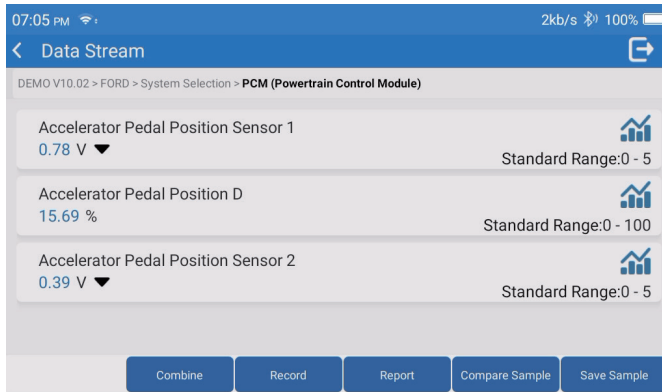 07:05 PM
2kb/s 100%
Data Stream
DEMO V10.02 > FORD > System Selection > PCM (Powertrain Control Module)
Accelerator Pedal Position Sensor 1
0.78 V
Standard Range:0 - 5
Accelerator Pedal Position D
15.69 %
Standard Range:0 - 100
Accelerator Pedal Position Sensor 2
0.39 V
Standard Range:0 - 5
Combine Record Report Compare Sample Save Sample